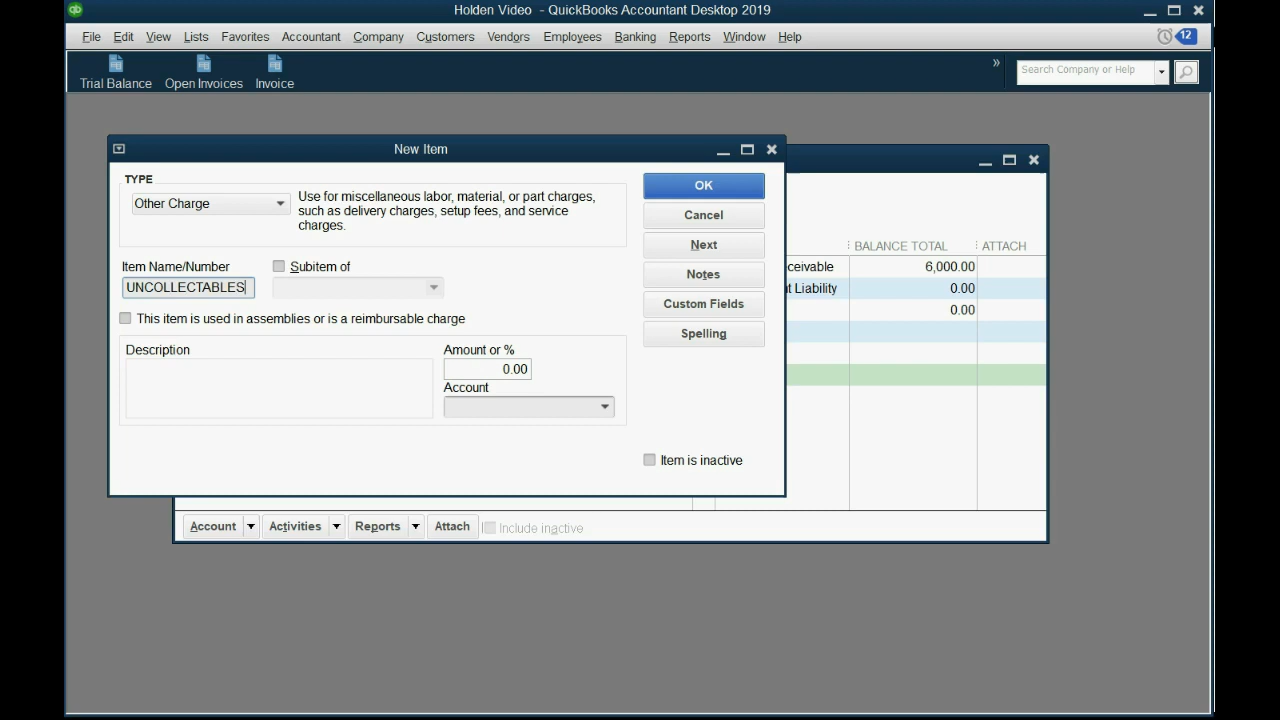 Holden Video - QuickBooks Accountant Desktop 2019
File Edit View Lists Favorites Accountant Company Customers Vendors Employees Banking Reports Window Help
12
Trial Balance Open Invoices Invoice
» Search Company or Help
New Item
TYPE
Other Charge
Use for miscellaneous labor, material, or part charges,
such as delivery charges, setup fees, and service
charges.
OK
Cancel
Next
Notes
Custom Fields
Spelling
Item Name/Number
Subitem of
UNCOLLECTABLES
This item is used in assemblies or is a reimbursable charge
Description
Amount or %
0.00
Account
Item is inactive
BALANCE TOTAL ATTACH
ceivable 6,000.00
t Liability 0.00
0.00
Account Activities Reports Attach Include inactive